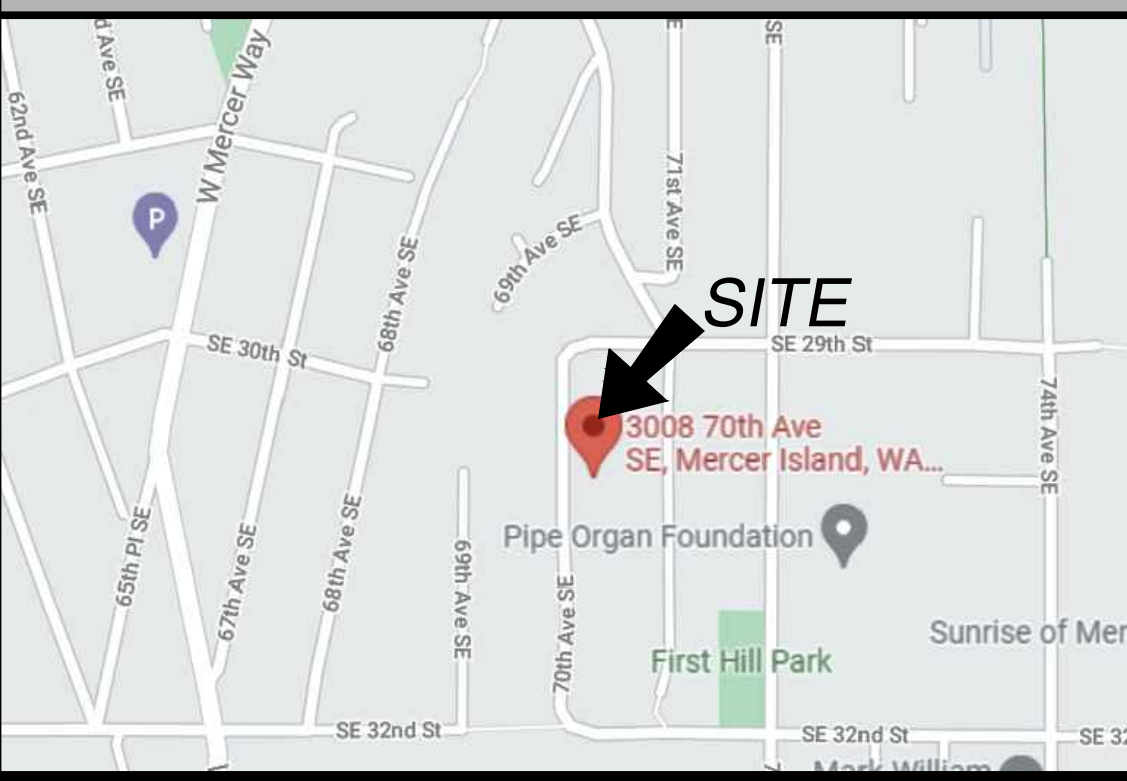 d Ave SE
E
SE
W Mercer Way
62nd Ave SE
P
71st Ave SE
69th Ave SE
68th Ave SE
SITE
SE 30th St
SE 29th St
3008 70th Ave
SE, Mercer Island, WA...
74th Ave SE
Pipe Organ Foundation
65th Pl SE
67th Ave SE
68th Ave SE
69th Ave SE
70th Ave SE
Sunrise of Mer
First Hill Park
SE 32nd St
SE 32nd St
SE 32
Mark William
7